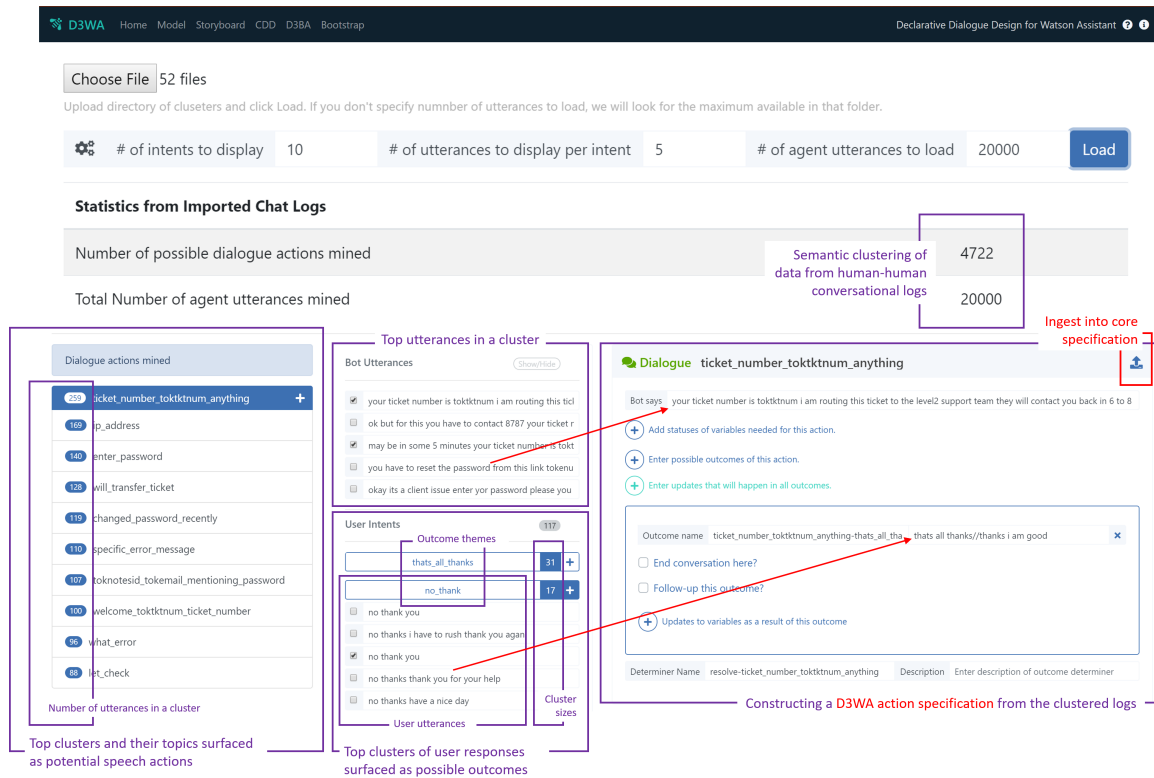 D3WA Home Model Storyboard CDD D3BA Bootstrap Declarative Dialogue Design for Watson Assistant
Choose File 52 files
Upload directory of cluseters and click Load. If you don't specify numnber of utterances to load, we will look for the maximum available in that folder.
# of intents to display 10 # of utterances to display per intent 5 # of agent utterances to load 20000 Load
Statistics from Imported Chat Logs
Number of possible dialogue actions mined 4722
Total Number of agent utterances mined 20000
Semantic clustering of
data from human-human
conversational logs
Ingest into core
specification
Top utterances in a cluster
Dialogue actions mined
259 ticket_number_toktktnum_anything +
169 ip_address
140 enter_password
128 will_transfer_ticket
119 changed_password_recently
110 specific_error_message
107 toknotesid_tokemail_mentioning_password
100 welcome_toktktnum_ticket_number
96 what_error
88 let_check
Number of utterances in a cluster
Top clusters and their topics surfaced
as potential speech actions
Bot Utterances Show/Hide
your ticket number is toktktnum i am routing this ticl
ok but for this you have to contact 8787 your ticket r
may be in some 5 minutes your ticket number is tokt
you have to reset the password from this link tokenu
okay its a client issue enter yor password please you
User Intents 117
Outcome themes
thats_all_thanks 31 +
no_thank 17 +
no thank you
no thanks i have to rush thank you agan
no thank you
no thanks thank you for your help
no thanks have a nice day
Cluster
sizes
User utterances
Top clusters of user responses
surfaced as possible outcomes
Dialogue ticket_number_toktktnum_anything
Bot says your ticket number is toktktnum i am routing this ticket to the level2 support team they will contact you back in 6 to 8
+ Add statuses of variables needed for this action.
+ Enter possible outcomes of this action.
+ Enter updates that will happen in all outcomes.
Outcome name ticket_number_toktktnum_anything-thats_all_tha thats all thanks//thanks i am good ×
End conversation here?
Follow-up this outcome?
+ Updates to variables as a result of this outcome
Determiner Name resolve-ticket_number_toktktnum_anything Description Enter description of outcome determiner
Constructing a D3WA action specification from the clustered logs